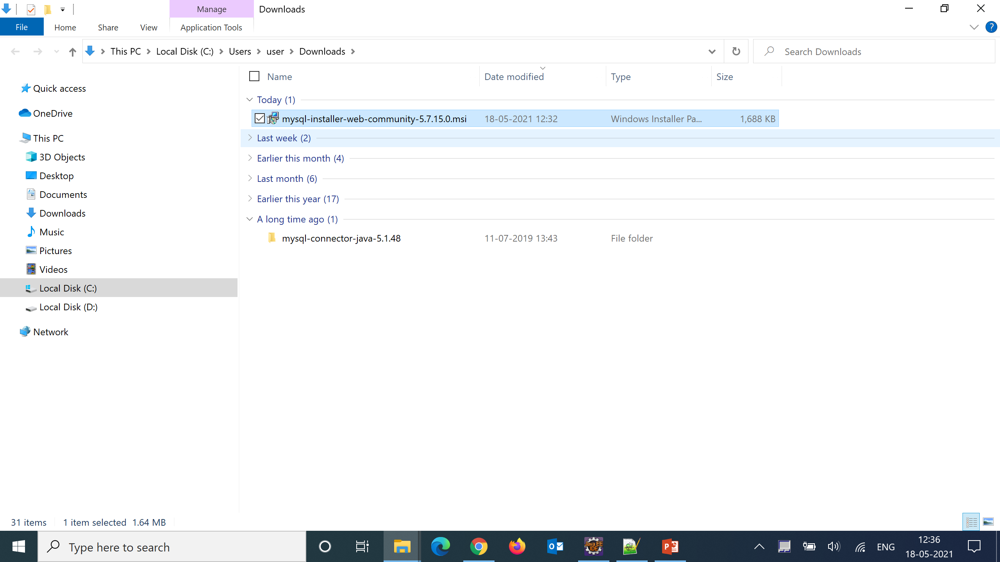 Manage
Downloads
File
Home
Share
View
Application Tools
?
This PC
Local Disk (C:)
Users
user
Downloads
Search Downloads
Name
Date modified
Type
Size
Quick access
OneDrive
This PC
3D Objects
Desktop
Documents
Downloads
Music
Pictures
Videos
Local Disk (C:)
Local Disk (D:)
Network
Today (1)
mysql-installer-web-community-5.7.15.0.msi 18-05-2021 12:32 Windows Installer Pa... 1,688 KB
Last week (2)
Earlier this month (4)
Last month (6)
Earlier this year (17)
A long time ago (1)
mysql-connector-java-5.1.48 11-07-2019 13:43 File folder
31 items 1 item selected 1.64 MB
Type here to search
Java EE
IDE
ENG
12:36
18-05-2021